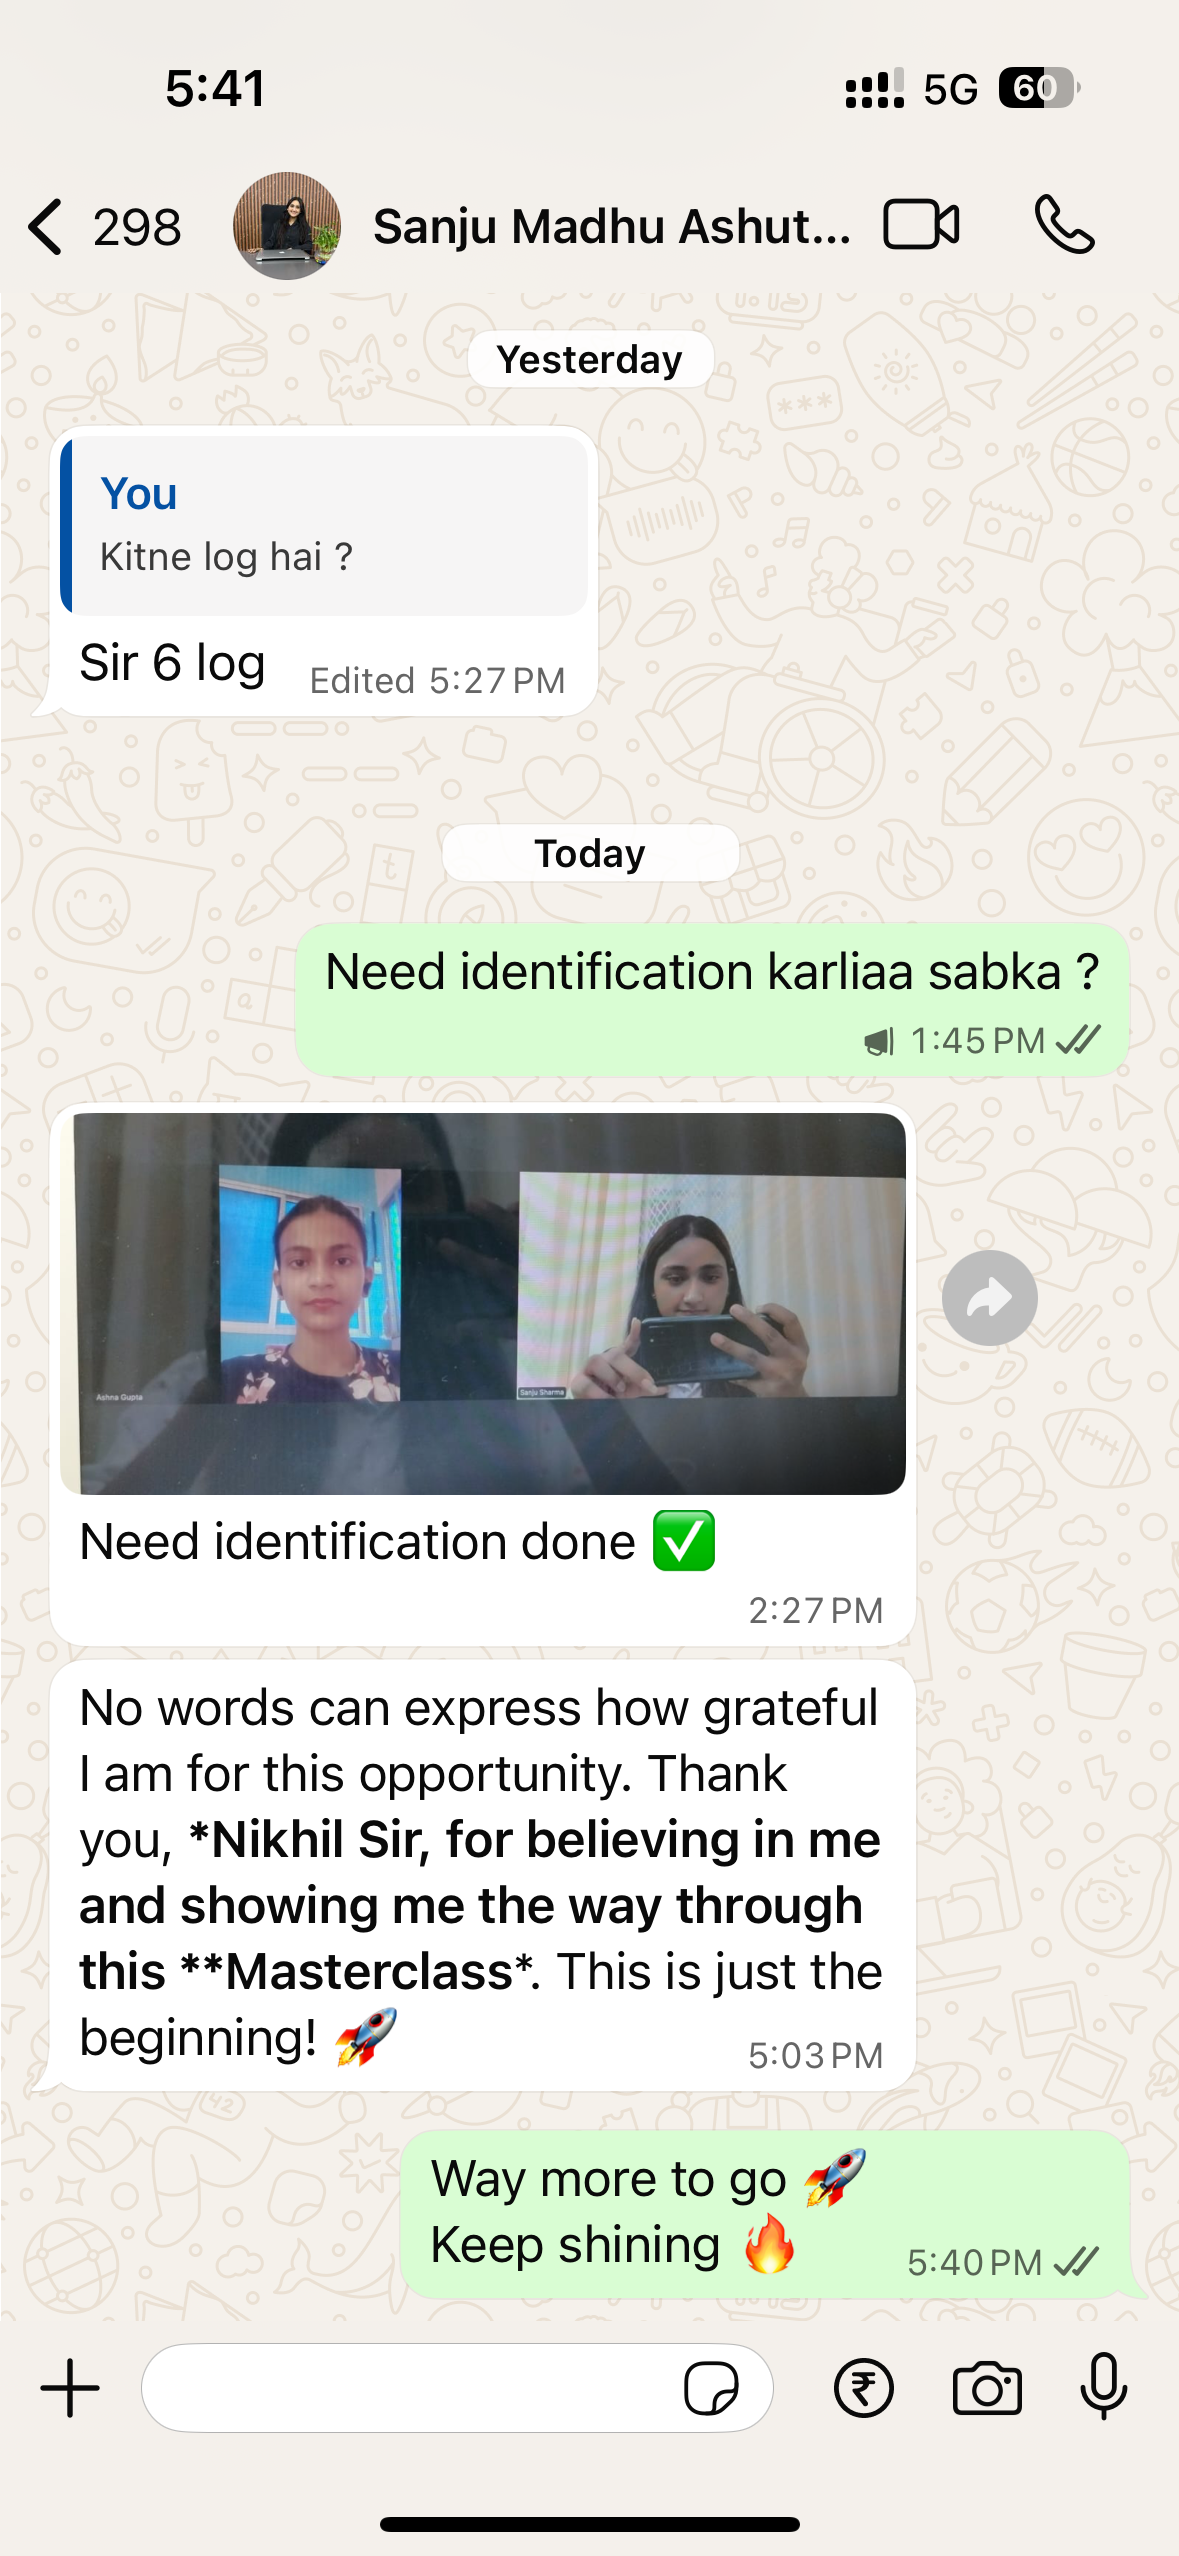 5:41
5G 60
298 Sanju Madhu Ashut...
Yesterday
You
Kitne log hai ?
Sir 6 log Edited 5:27 PM
Today
Need identification karliaa sabka ?
1:45 PM
Ashna Gupta
Sanju Sharma
Need identification done ✅
2:27 PM
No words can express how grateful
I am for this opportunity. Thank
you, *Nikhil Sir, for believing in me
and showing me the way through
this **Masterclass*. This is just the
beginning! 🚀
5:03 PM
Way more to go 🚀
Keep shining 🔥
5:40 PM